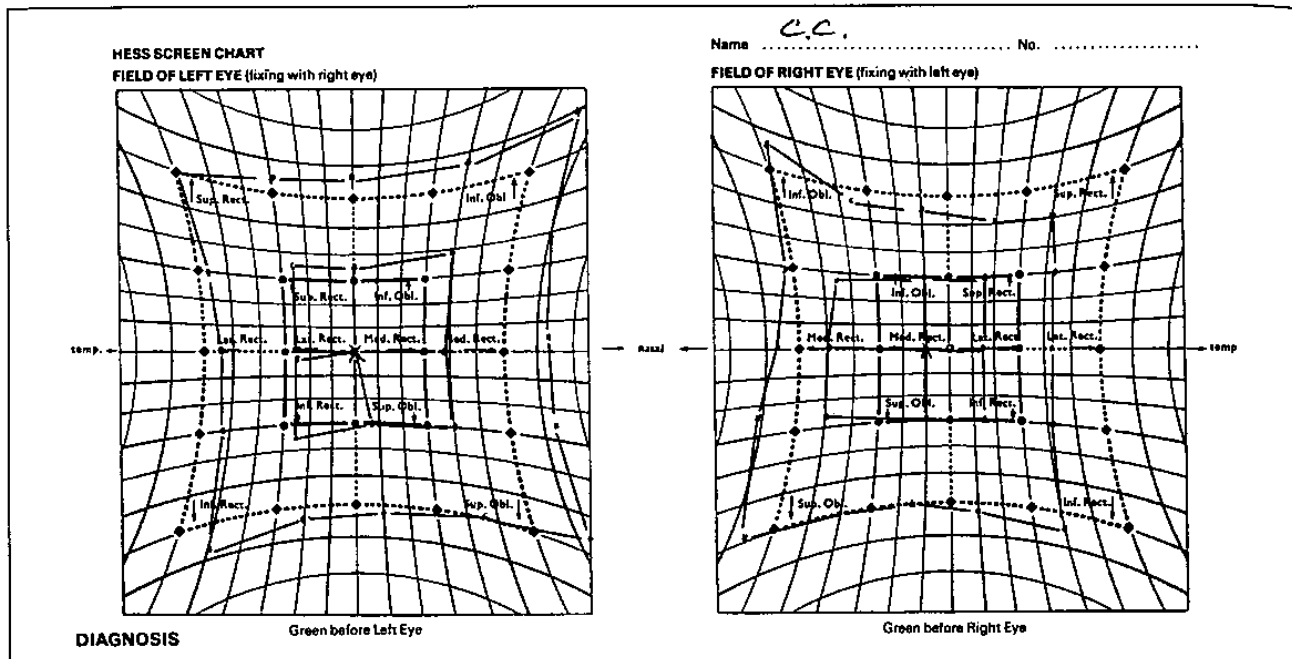 HESS SCREEN CHART
FIELD OF LEFT EYE (fixing with right eye)
Sup. Rect. Inf. Obl
Sup. Rect. Inf. Obl.
temp. Lat. Rect. Lat. Rect. Med. Rect. Med. Rect. nasal
Inf. Rect. Sup. Obl.
Inf. Rect. Sup. Obl.
Green before Left Eye
DIAGNOSIS
Name C.C. No.
FIELD OF RIGHT EYE (fixing with left eye)
Inf. Obl. Sup. Rect.
Inf. Obl. Sup. Rect.
Med. Rect. Med. Rect. Lat. Rect. Lat. Rect. temp
Sup. Obl. Inf. Rect.
Sup. Obl. Inf. Rect.
Green before Right Eye